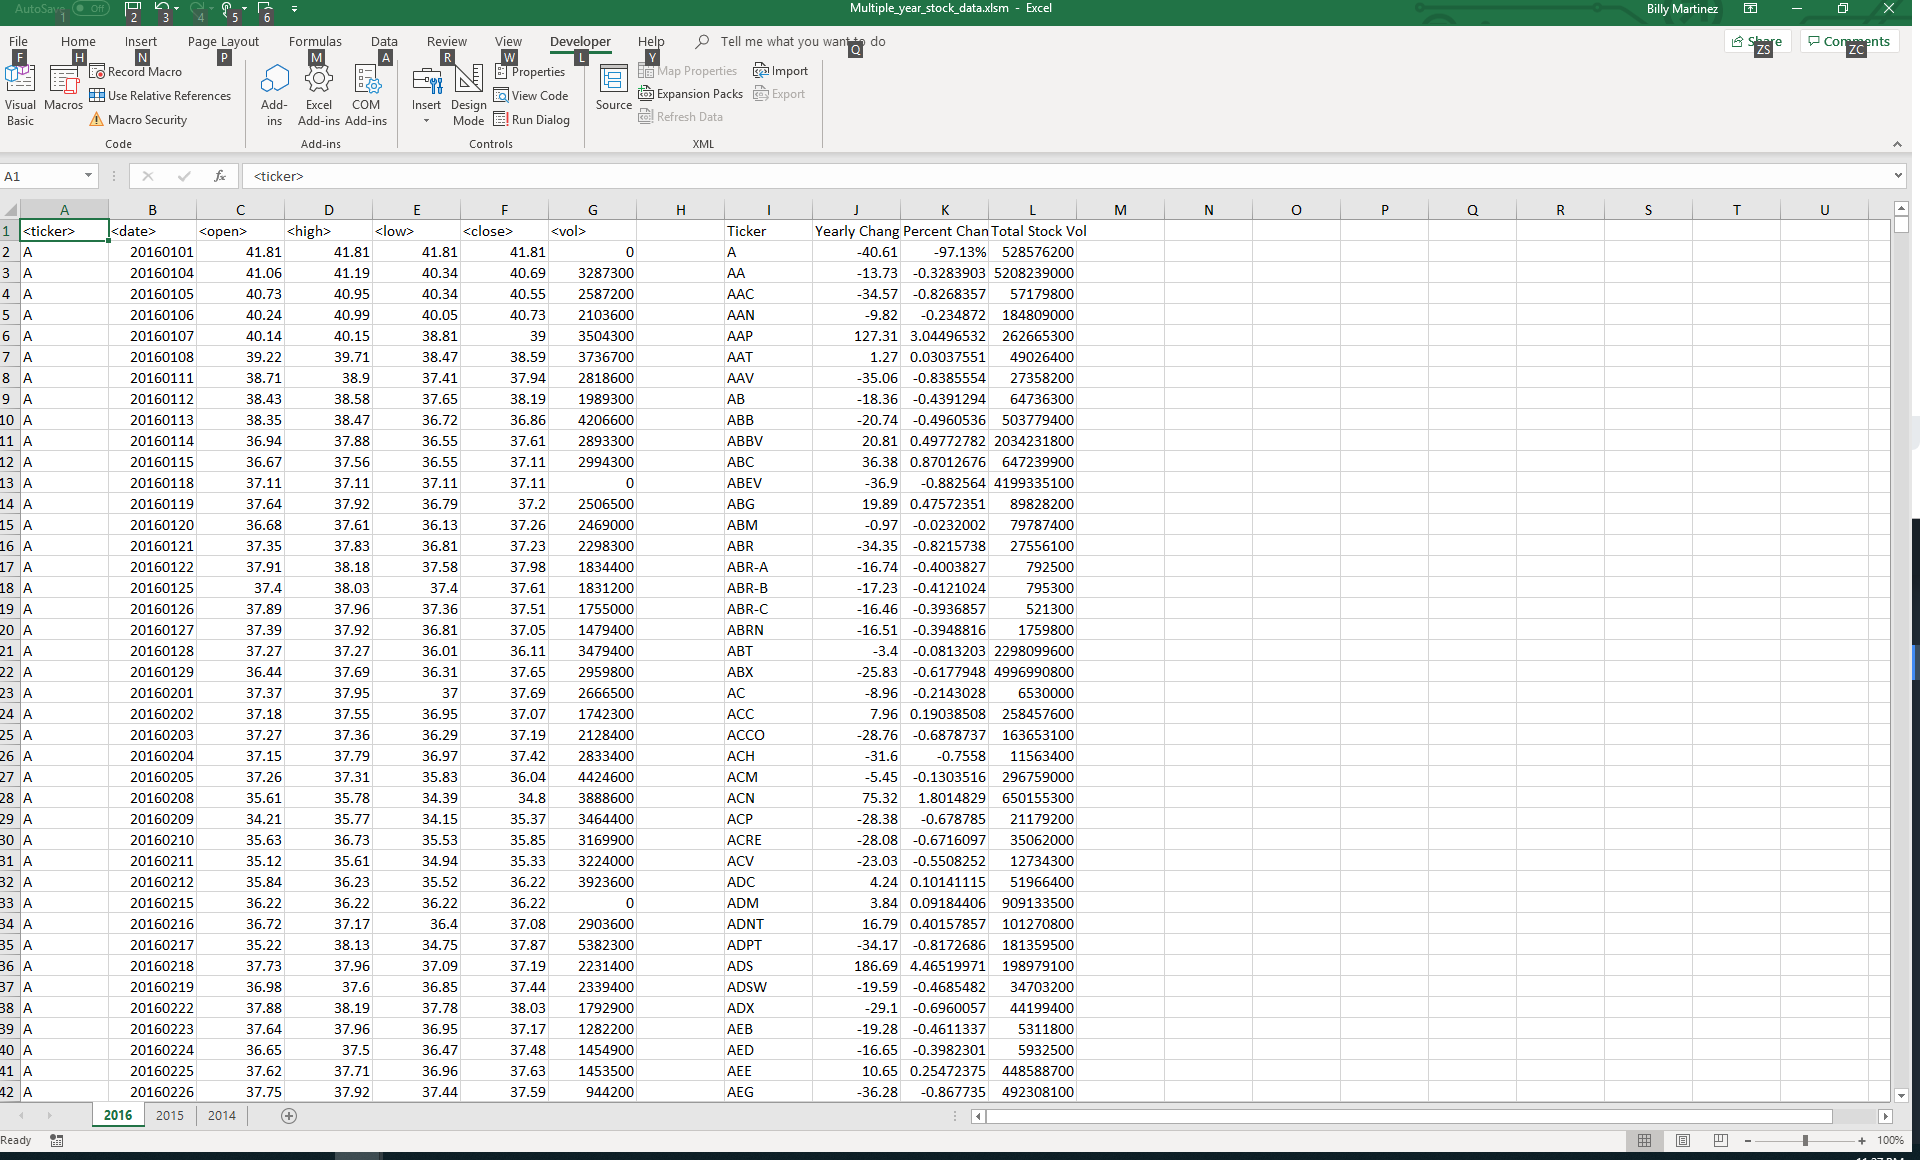 AutoSave Off Multiple_year_stock_data.xlsm - Excel Billy Martinez
1 2 3 4 5 6
File Home Insert Page Layout Formulas Data Review View Developer Help Tell me what you want to do Share Comments
F H N P M A R W L Y Q ZS ZC
Record Macro Properties Map Properties Import
Use Relative References View Code Expansion Packs Export
Visual Basic Macros Macro Security Add-ins Excel Add-ins COM Add-ins Insert Design Mode Run Dialog Source Refresh Data
Code Add-ins Controls XML
A1 fx <ticker>
A B C D E F G H I J K L M N O P Q R S T U
1 <ticker> <date> <open> <high> <low> <close> <vol> Ticker Yearly Chang Percent Chan Total Stock Vol
2 A 20160101 41.81 41.81 41.81 41.81 0 A -40.61 -97.13% 528576200
3 A 20160104 41.06 41.19 40.34 40.69 3287300 AA -13.73 -0.3283903 5208239000
4 A 20160105 40.73 40.95 40.34 40.55 2587200 AAC -34.57 -0.8268357 57179800
5 A 20160106 40.24 40.99 40.05 40.73 2103600 AAN -9.82 -0.234872 184809000
6 A 20160107 40.14 40.15 38.81 39 3504300 AAP 127.31 3.04496532 262665300
7 A 20160108 39.22 39.71 38.47 38.59 3736700 AAT 1.27 0.03037551 49026400
8 A 20160111 38.71 38.9 37.41 37.94 2818600 AAV -35.06 -0.8385554 27358200
9 A 20160112 38.43 38.58 37.65 38.19 1989300 AB -18.36 -0.4391294 64736300
10 A 20160113 38.35 38.47 36.72 36.86 4206600 ABB -20.74 -0.4960536 503779400
11 A 20160114 36.94 37.88 36.55 37.61 2893300 ABBV 20.81 0.49772782 2034231800
12 A 20160115 36.67 37.56 36.55 37.11 2994300 ABC 36.38 0.87012676 647239900
13 A 20160118 37.11 37.11 37.11 37.11 0 ABEV -36.9 -0.882564 4199335100
14 A 20160119 37.64 37.92 36.79 37.2 2506500 ABG 19.89 0.47572351 89828200
15 A 20160120 36.68 37.61 36.13 37.26 2469000 ABM -0.97 -0.0232002 79787400
16 A 20160121 37.35 37.83 36.81 37.23 2298300 ABR -34.35 -0.8215738 27556100
17 A 20160122 37.91 38.18 37.58 37.98 1834400 ABR-A -16.74 -0.4003827 792500
18 A 20160125 37.4 38.03 37.4 37.61 1831200 ABR-B -17.23 -0.4121024 795300
19 A 20160126 37.89 37.96 37.36 37.51 1755000 ABR-C -16.46 -0.3936857 521300
20 A 20160127 37.39 37.92 36.81 37.05 1479400 ABRN -16.51 -0.3948816 1759800
21 A 20160128 37.27 37.27 36.01 36.11 3479400 ABT -3.4 -0.0813203 2298099600
22 A 20160129 36.44 37.69 36.31 37.65 2959800 ABX -25.83 -0.6177948 4996990800
23 A 20160201 37.37 37.95 37 37.69 2666500 AC -8.96 -0.2143028 6530000
24 A 20160202 37.18 37.55 36.95 37.07 1742300 ACC 7.96 0.19038508 258457600
25 A 20160203 37.27 37.36 36.29 37.19 2128400 ACCO -28.76 -0.6878737 163653100
26 A 20160204 37.15 37.79 36.97 37.42 2833400 ACH -31.6 -0.7558 11563400
27 A 20160205 37.26 37.31 35.83 36.04 4424600 ACM -5.45 -0.1303516 296759000
28 A 20160208 35.61 35.78 34.39 34.8 3888600 ACN 75.32 1.8014829 650155300
29 A 20160209 34.21 35.77 34.15 35.37 3464400 ACP -28.38 -0.678785 21179200
30 A 20160210 35.63 36.73 35.53 35.85 3169900 ACRE -28.08 -0.6716097 35062000
31 A 20160211 35.12 35.61 34.94 35.33 3224000 ACV -23.03 -0.5508252 12734300
32 A 20160212 35.84 36.23 35.52 36.22 3923600 ADC 4.24 0.10141115 51966400
33 A 20160215 36.22 36.22 36.22 36.22 0 ADM 3.84 0.09184406 909133500
34 A 20160216 36.72 37.17 36.4 37.08 2903600 ADNT 16.79 0.40157857 101270800
35 A 20160217 35.22 38.13 34.75 37.87 5382300 ADPT -34.17 -0.8172686 181359500
36 A 20160218 37.73 37.96 37.09 37.19 2231400 ADS 186.69 4.46519971 198979100
37 A 20160219 36.98 37.6 36.85 37.44 2339400 ADSW -19.59 -0.4685482 34703200
38 A 20160222 37.88 38.19 37.78 38.03 1792900 ADX -29.1 -0.6960057 44199400
39 A 20160223 37.64 37.96 36.95 37.17 1282200 AEB -19.28 -0.4611337 5311800
40 A 20160224 36.65 37.5 36.47 37.48 1454900 AED -16.65 -0.3982301 5932500
41 A 20160225 37.62 37.71 36.96 37.63 1453500 AEE 10.65 0.25472375 448588700
42 A 20160226 37.75 37.92 37.44 37.59 944200 AEG -36.28 -0.867735 492308100
2016 2015 2014
Ready 100%